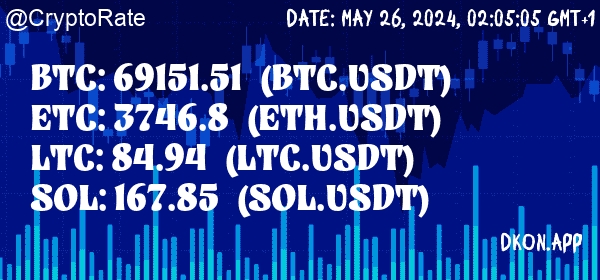 @CryptoRate
DATE: MAY 26, 2024, 02:05:05 GMT+1
BTC: 69151.51 (BTC.USDT)
ETC: 3746.8 (ETH.USDT)
LTC: 84.94 (LTC.USDT)
SOL: 167.85 (SOL.USDT)
DKON.APP